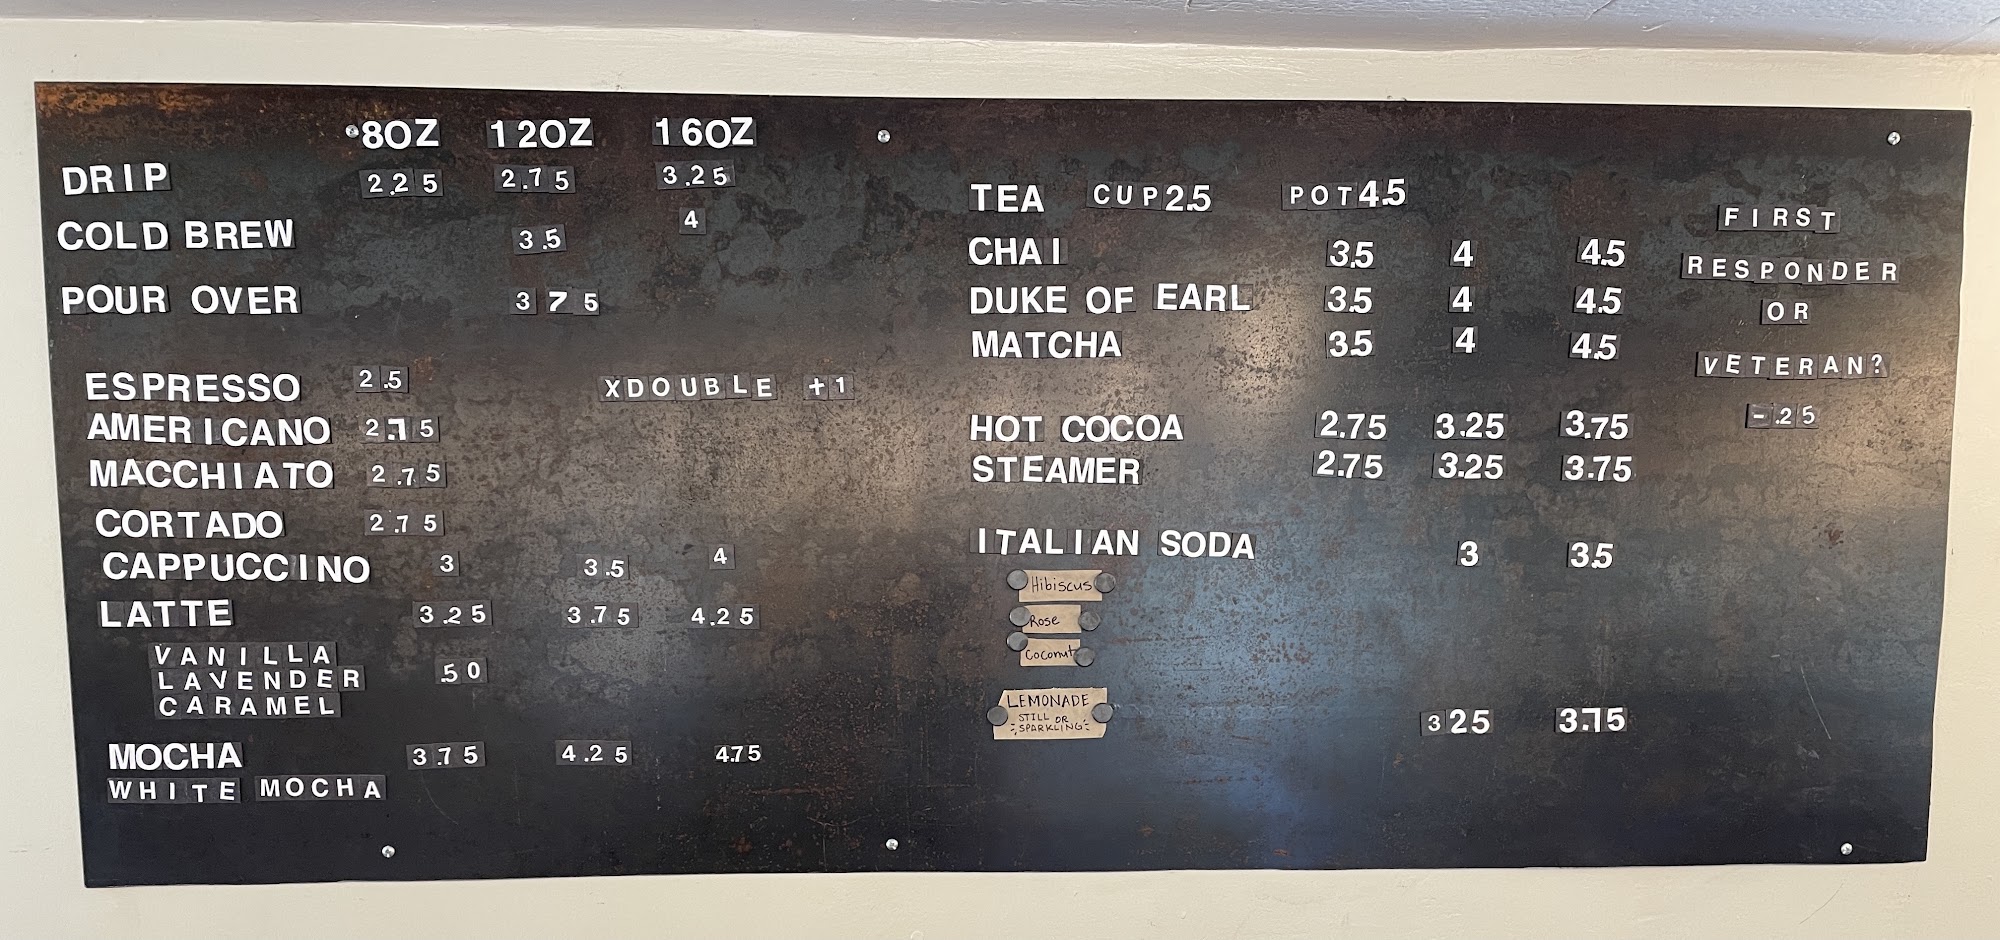 8OZ 12OZ 16OZ
DRIP 2.25 2.75 3.25
COLD BREW 3.5 4
POUR OVER 3 75
ESPRESSO 2.5 XDOUBLE +1
AMERICANO 2.75
MACCHIATO 2.75
CORTADO 2.75
CAPPUCCINO 3 3.5 4
LATTE 3.25 3.75 4.25
VANILLA
LAVENDER .50
CARAMEL
MOCHA 3.75 4.25 4.75
WHITE MOCHA
TEA CUP 2.5 POT 4.5
CHAI 3.5 4 4.5
DUKE OF EARL 3.5 4 4.5
MATCHA 3.5 4 4.5
HOT COCOA 2.75 3.25 3.75
STEAMER 2.75 3.25 3.75
ITALIAN SODA 3 3.5
Hibiscus
Rose
Coconut
LEMONADE 3.25 3.75
STILL OR
SPARKLING
FIRST
RESPONDER
OR
VETERAN?
-.25